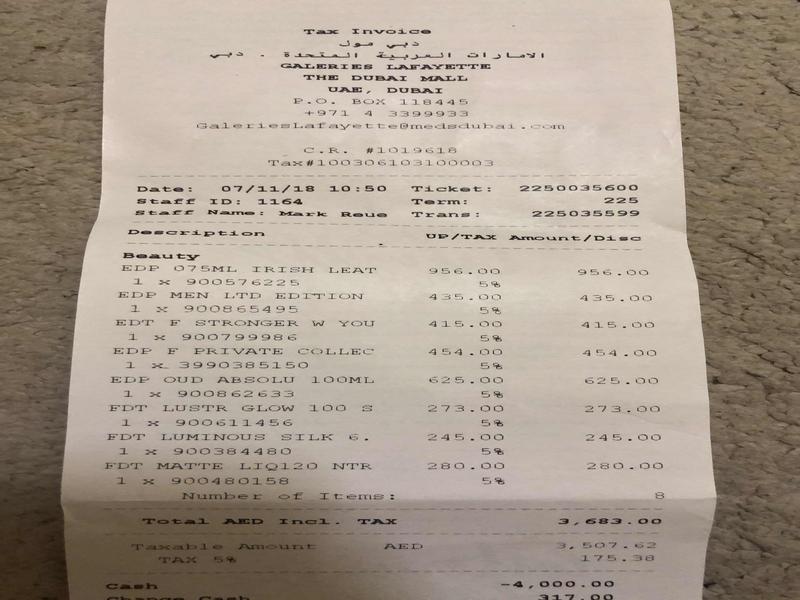 Tax Invoice
دبي مول
الامارات العربية المتحدة . دبي
GALERIES LAFAYETTE
THE DUBAI MALL
UAE, DUBAI
P.O. BOX 118445
+971 4 3399933
GaleriesLafayette@medsdubai.com
C.R. #1019618
Tax#100306103100003
Date: 07/11/18 10:50 Ticket: 2250035600
Staff ID: 1164 Term: 225
Staff Name: Mark Reue Trans: 225035599
Description UP/TAX Amount/Disc
Beauty
EDP 075ML IRISH LEAT 956.00 956.00
1 x 900576225 5%
EDP MEN LTD EDITION 435.00 435.00
1 x 900865495 5%
EDT F STRONGER W YOU 415.00 415.00
1 x 900799986 5%
EDP F PRIVATE COLLEC 454.00 454.00
1 x 3990385150 5%
EDP OUD ABSOLU 100ML 625.00 625.00
1 x 900862633 5%
FDT LUSTR GLOW 100 S 273.00 273.00
1 x 900611456 5%
FDT LUMINOUS SILK 6. 245.00 245.00
1 x 900384480 5%
FDT MATTE LIQ120 NTR 280.00 280.00
1 x 900480158 5%
Number of Items: 8
Total AED Incl. TAX 3,683.00
Taxable Amount AED 3,507.62
TAX 5% 175.38
Cash -4,000.00
Change Cash 317.00